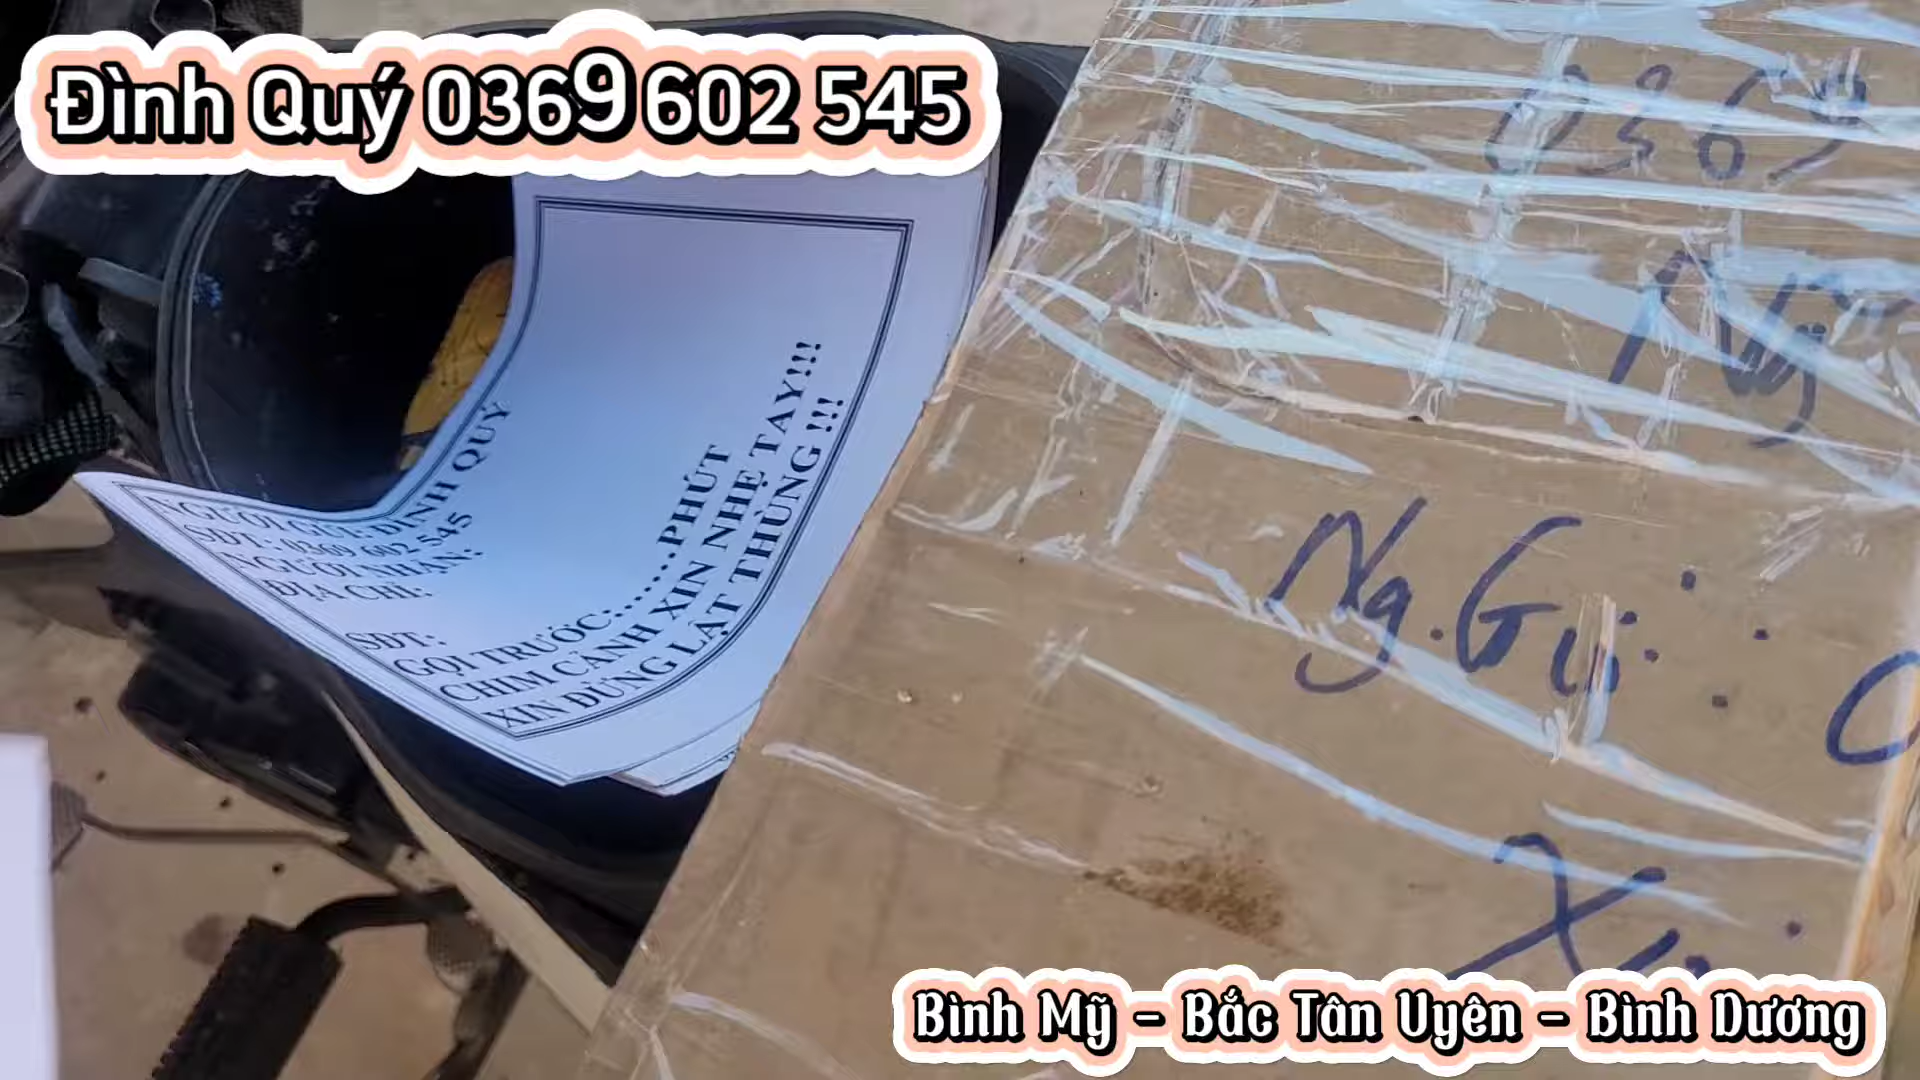 Đình Quý 0369 602 545
NGƯỜI GỬI: ĐÌNH QUÝ
SĐT: 0369 602 545
NGƯỜI NHẬN:
ĐỊA CHỈ:
SĐT:
GỌI TRƯỚC:......PHÚT
CHIM CẢNH XIN NHẸ TAY!!!
XIN ĐỪNG LẬT THÙNG !!!
0369
Ng
Ng.Gửi:
Bình Mỹ - Bắc Tân Uyên - Bình Dương